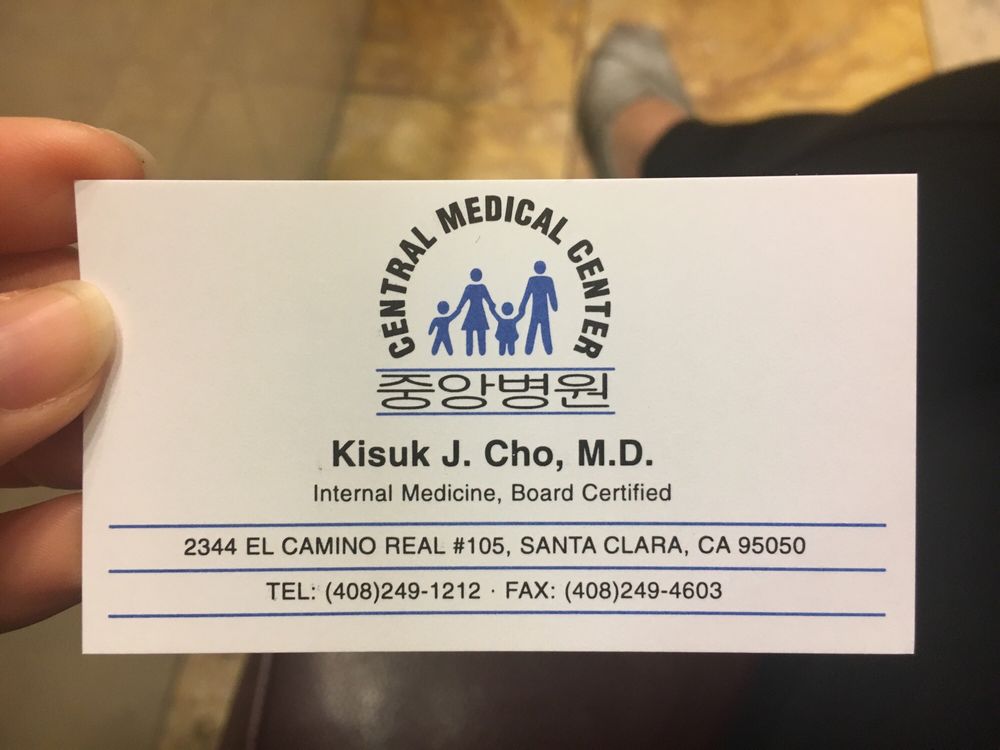 CENTRAL MEDICAL CENTER
중앙병원
Kisuk J. Cho, M.D.
Internal Medicine, Board Certified
2344 EL CAMINO REAL #105, SANTA CLARA, CA 95050
TEL: (408)249-1212 · FAX: (408)249-4603